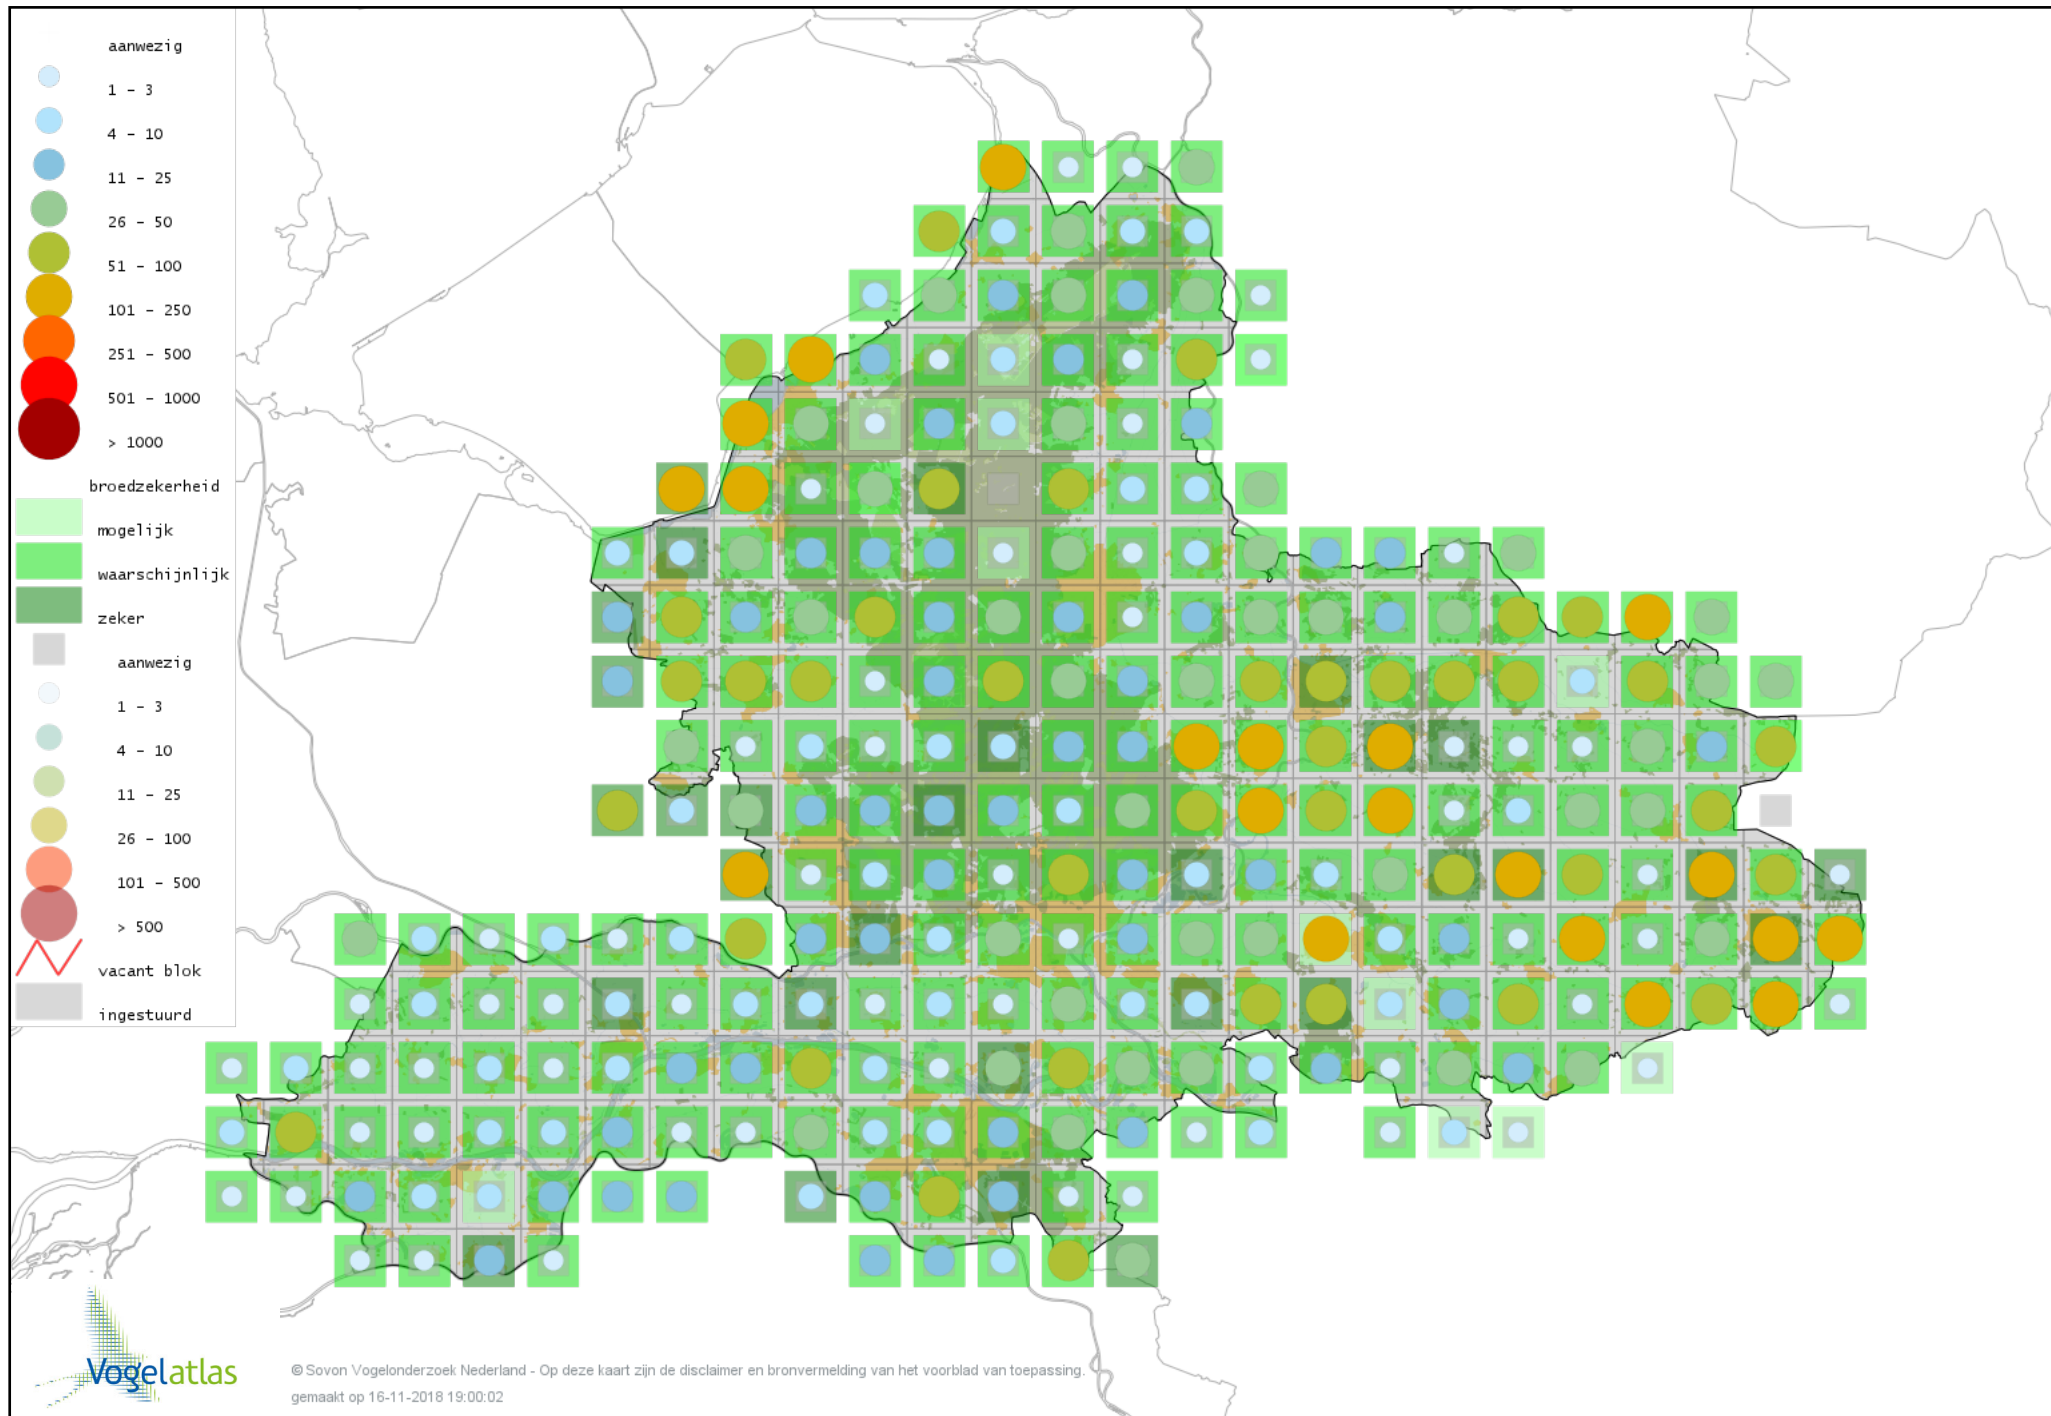 aanwezig
1 - 3
4 - 10
11 - 25
26 - 50
51 - 100
101 - 250
251 - 500
501 - 1000
> 1000
broedzekerheid
mogelijk
waarschijnlijk
zeker
aanwezig
1 - 3
4 - 10
11 - 25
26 - 100
101 - 500
> 500
vacant blok
ingestuurd
Vogelatlas
© Sovon Vogelonderzoek Nederland - Op deze kaart zijn de disclaimer en bronvermelding van het voorblad van toepassing.
gemaakt op 16-11-2018 19:00:02